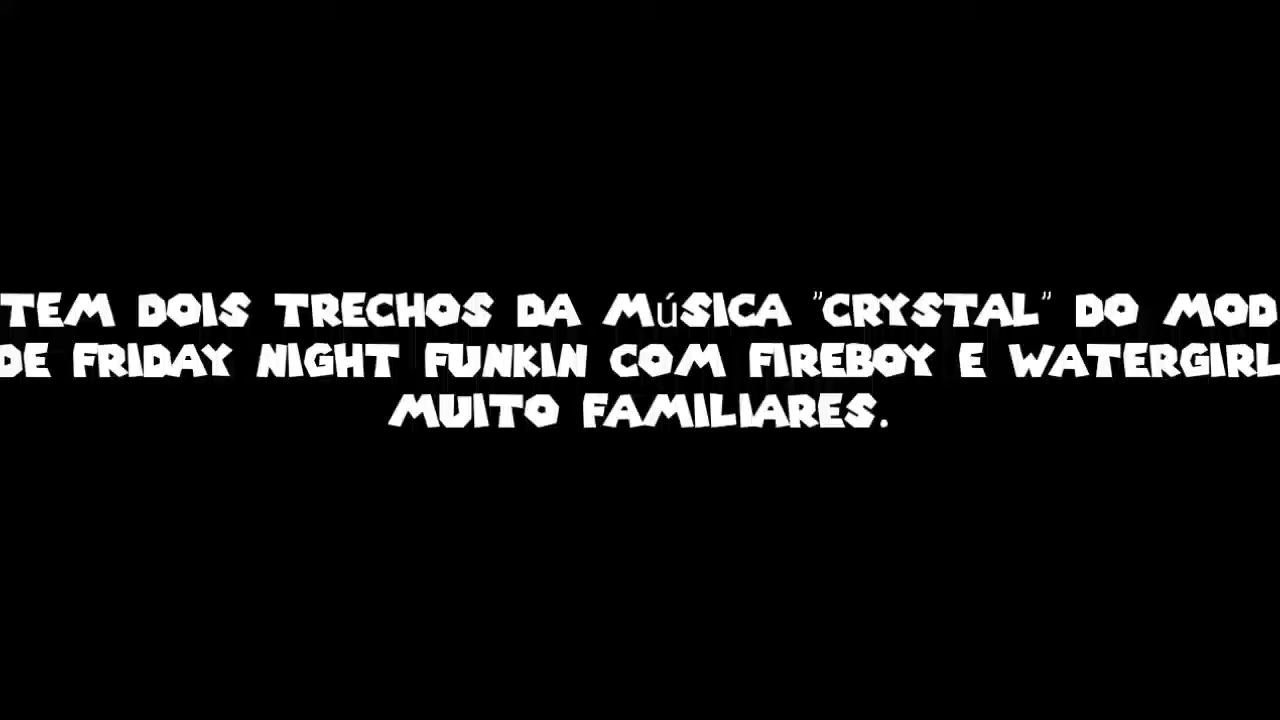 TEM DOIS TRECHOS DA MÚSICA "CRYSTAL" DO MOD
DE FRIDAY NIGHT FUNKIN COM FIREBOY E WATERGIRL
MUITO FAMILIARES.